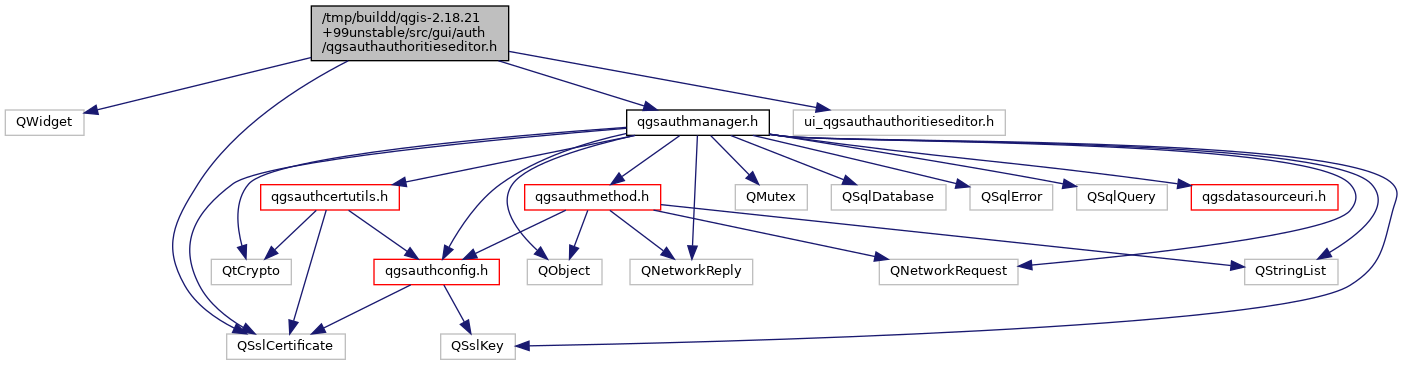 /tmp/buildd/qgis-2.18.21
+99unstable/src/gui/auth
/qgsauthauthoritieseditor.h
QWidget
qgsauthmanager.h
ui_qgsauthauthoritieseditor.h
qgsauthcertutils.h
qgsauthmethod.h
QMutex
QSqlDatabase
QSqlError
QSqlQuery
qgsdatasourceuri.h
QtCrypto
qgsauthconfig.h
QObject
QNetworkReply
QNetworkRequest
QStringList
QSslCertificate
QSslKey